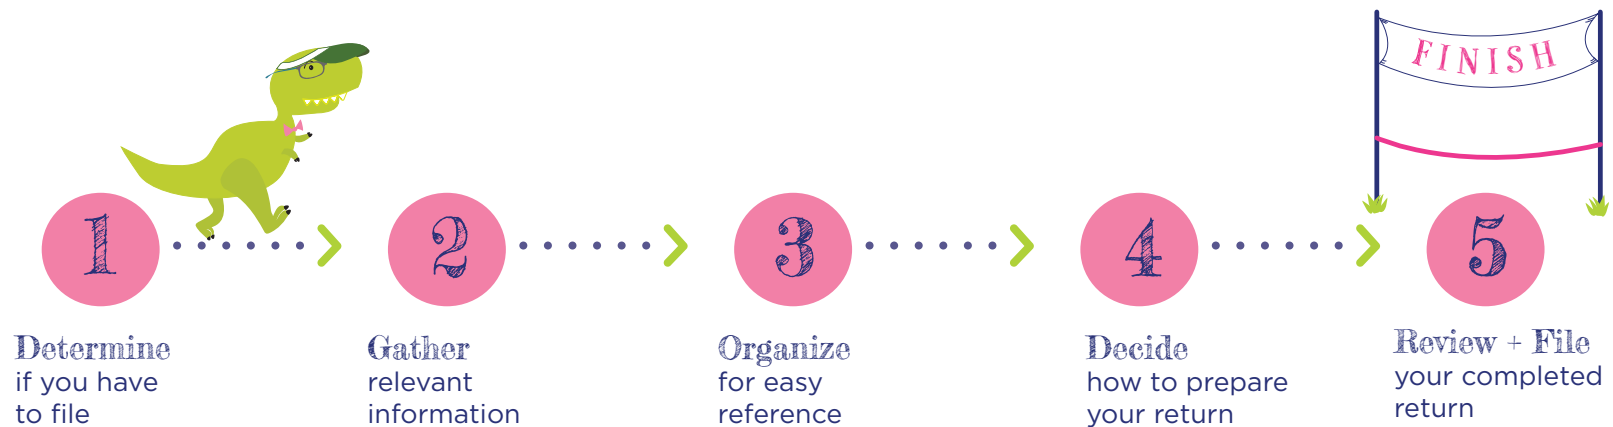 FINISH
1
2
3
4
5
Determine
if you have
to file
Gather
relevant
information
Organize
for easy
reference
Decide
how to prepare
your return
Review + File
your completed
return